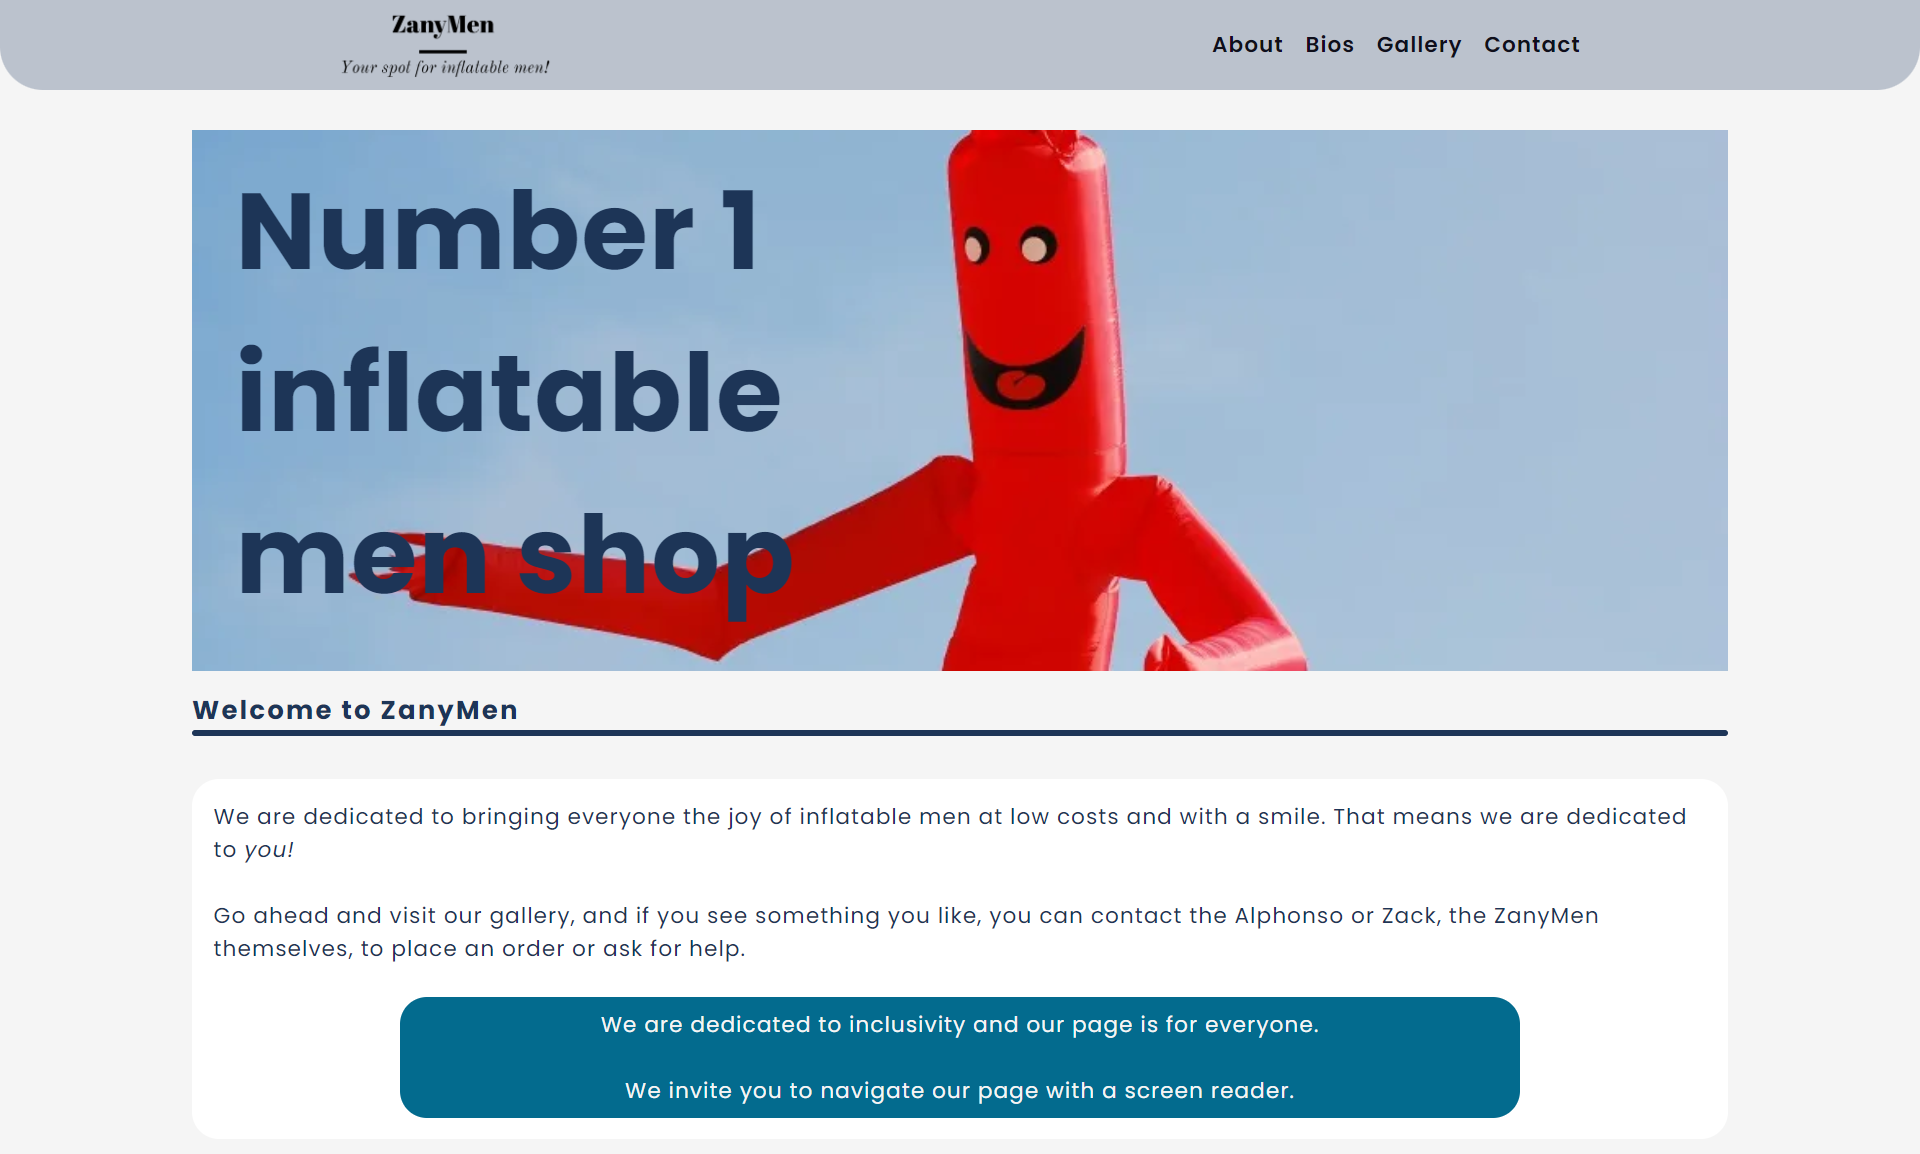 ZanyMen
Your spot for inflatable men!
About Bios Gallery Contact
Number 1
inflatable
men shop
Welcome to ZanyMen
We are dedicated to bringing everyone the joy of inflatable men at low costs and with a smile. That means we are dedicated
to you!
Go ahead and visit our gallery, and if you see something you like, you can contact the Alphonso or Zack, the ZanyMen
themselves, to place an order or ask for help.
We are dedicated to inclusivity and our page is for everyone.
We invite you to navigate our page with a screen reader.